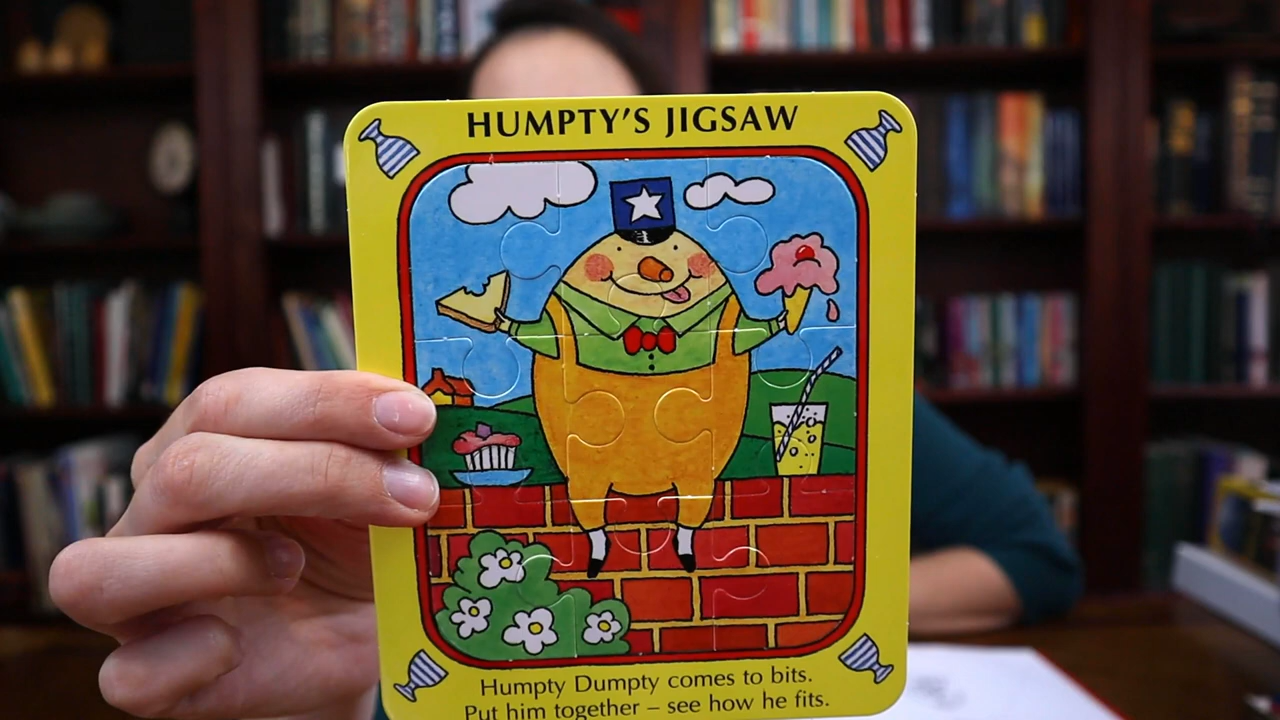 HUMPTY'S JIGSAW
Humpty Dumpty comes to bits.
Put him together – see how he fits.